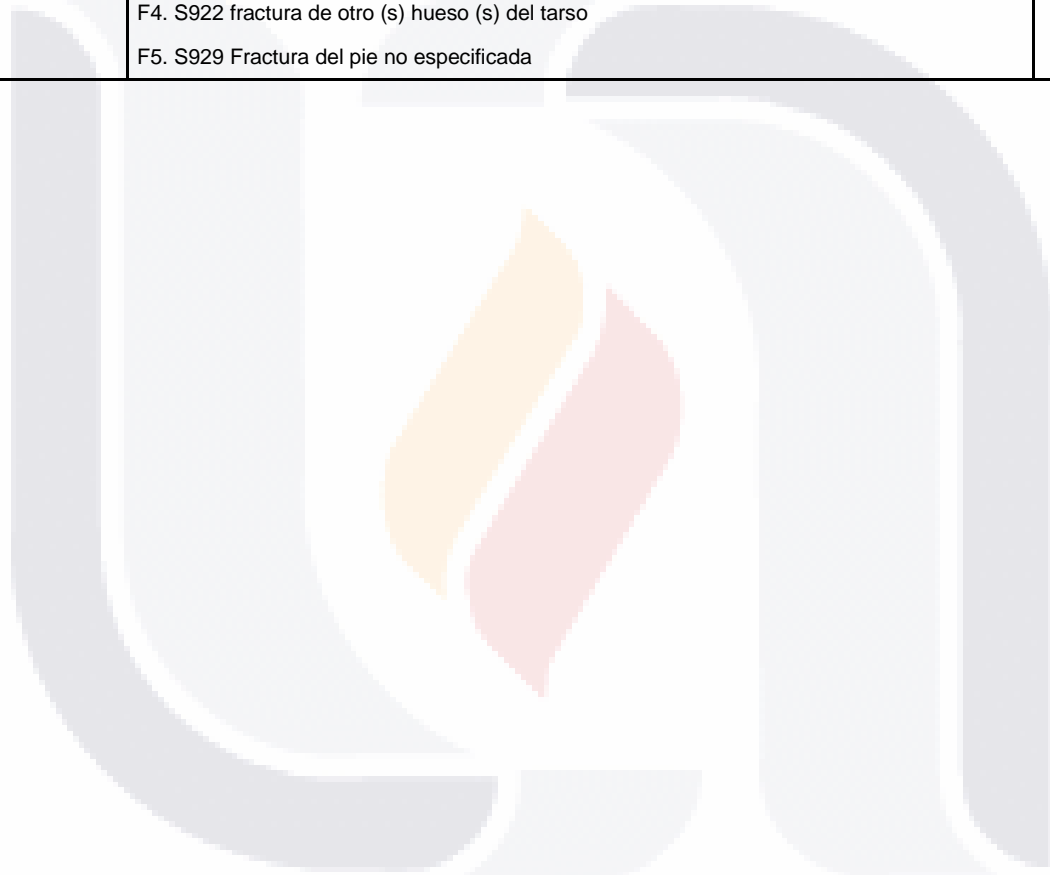 F4. S922 fractura de otro (s) hueso (s) del tarso
F5. S929 Fractura del pie no especificada